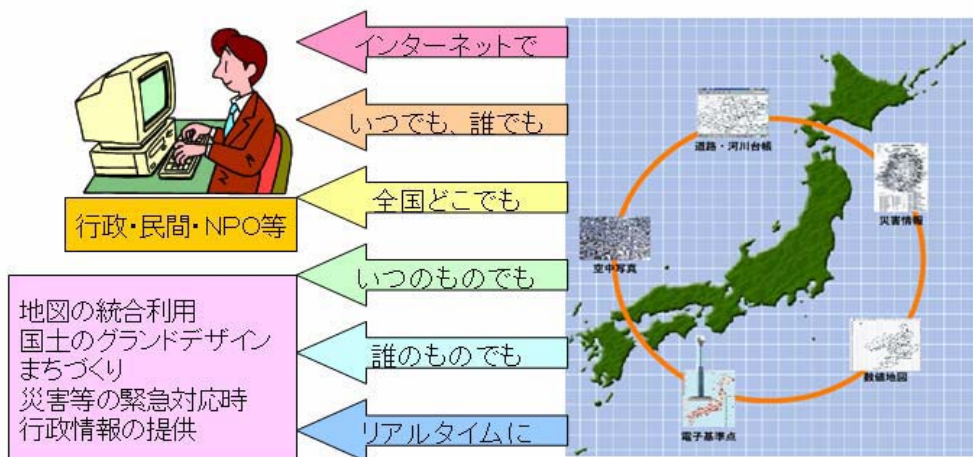 インターネットで
いつでも、誰でも
全国どこでも
いつのものでも
誰のものでも
リアルタイムに
行政・民間・NPO等
地図の統合利用
国土のグランドデザイン
まちづくり
災害等の緊急対応時
行政情報の提供
道路・河川台帳
災害情報
空中写真
数値地図
電子基準点